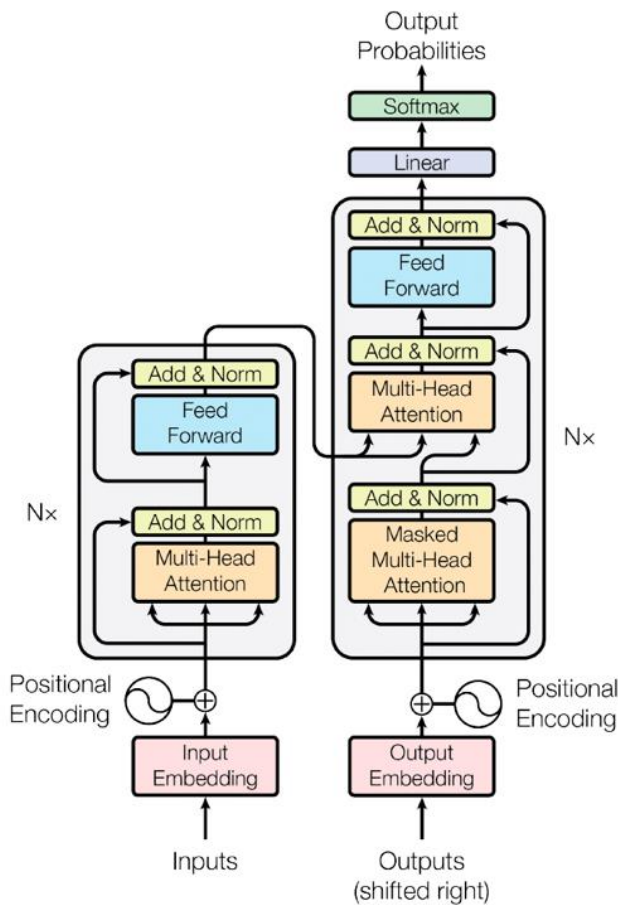 Output
Probabilities
Softmax
Linear
Add & Norm
Feed
Forward
Add & Norm
Multi-Head
Attention
Add & Norm
Masked
Multi-Head
Attention
N×
Add & Norm
Feed
Forward
N×
Add & Norm
Multi-Head
Attention
Positional
Encoding
Positional
Encoding
Input
Embedding
Output
Embedding
Inputs
Outputs
(shifted right)